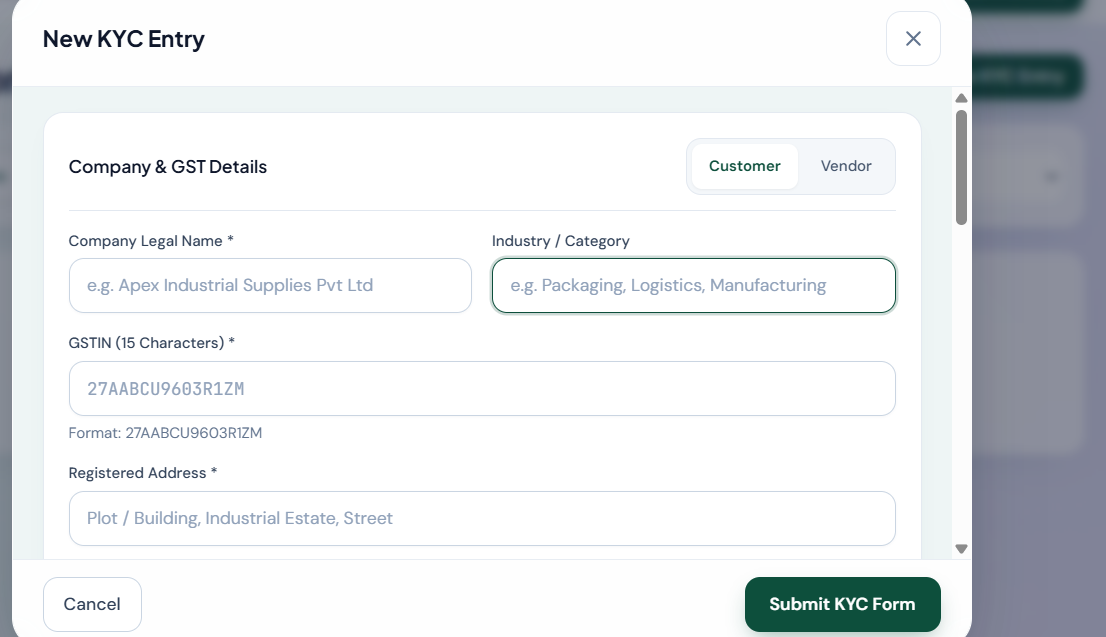 New KYC Entry
Company & GST Details
Customer
Vendor
Company Legal Name *
Industry / Category
e.g. Apex Industrial Supplies Pvt Ltd
e.g. Packaging, Logistics, Manufacturing
GSTIN (15 Characters) *
27AABCU9603R1ZM
Format: 27AABCU9603R1ZM
Registered Address *
Plot / Building, Industrial Estate, Street
Cancel
Submit KYC Form